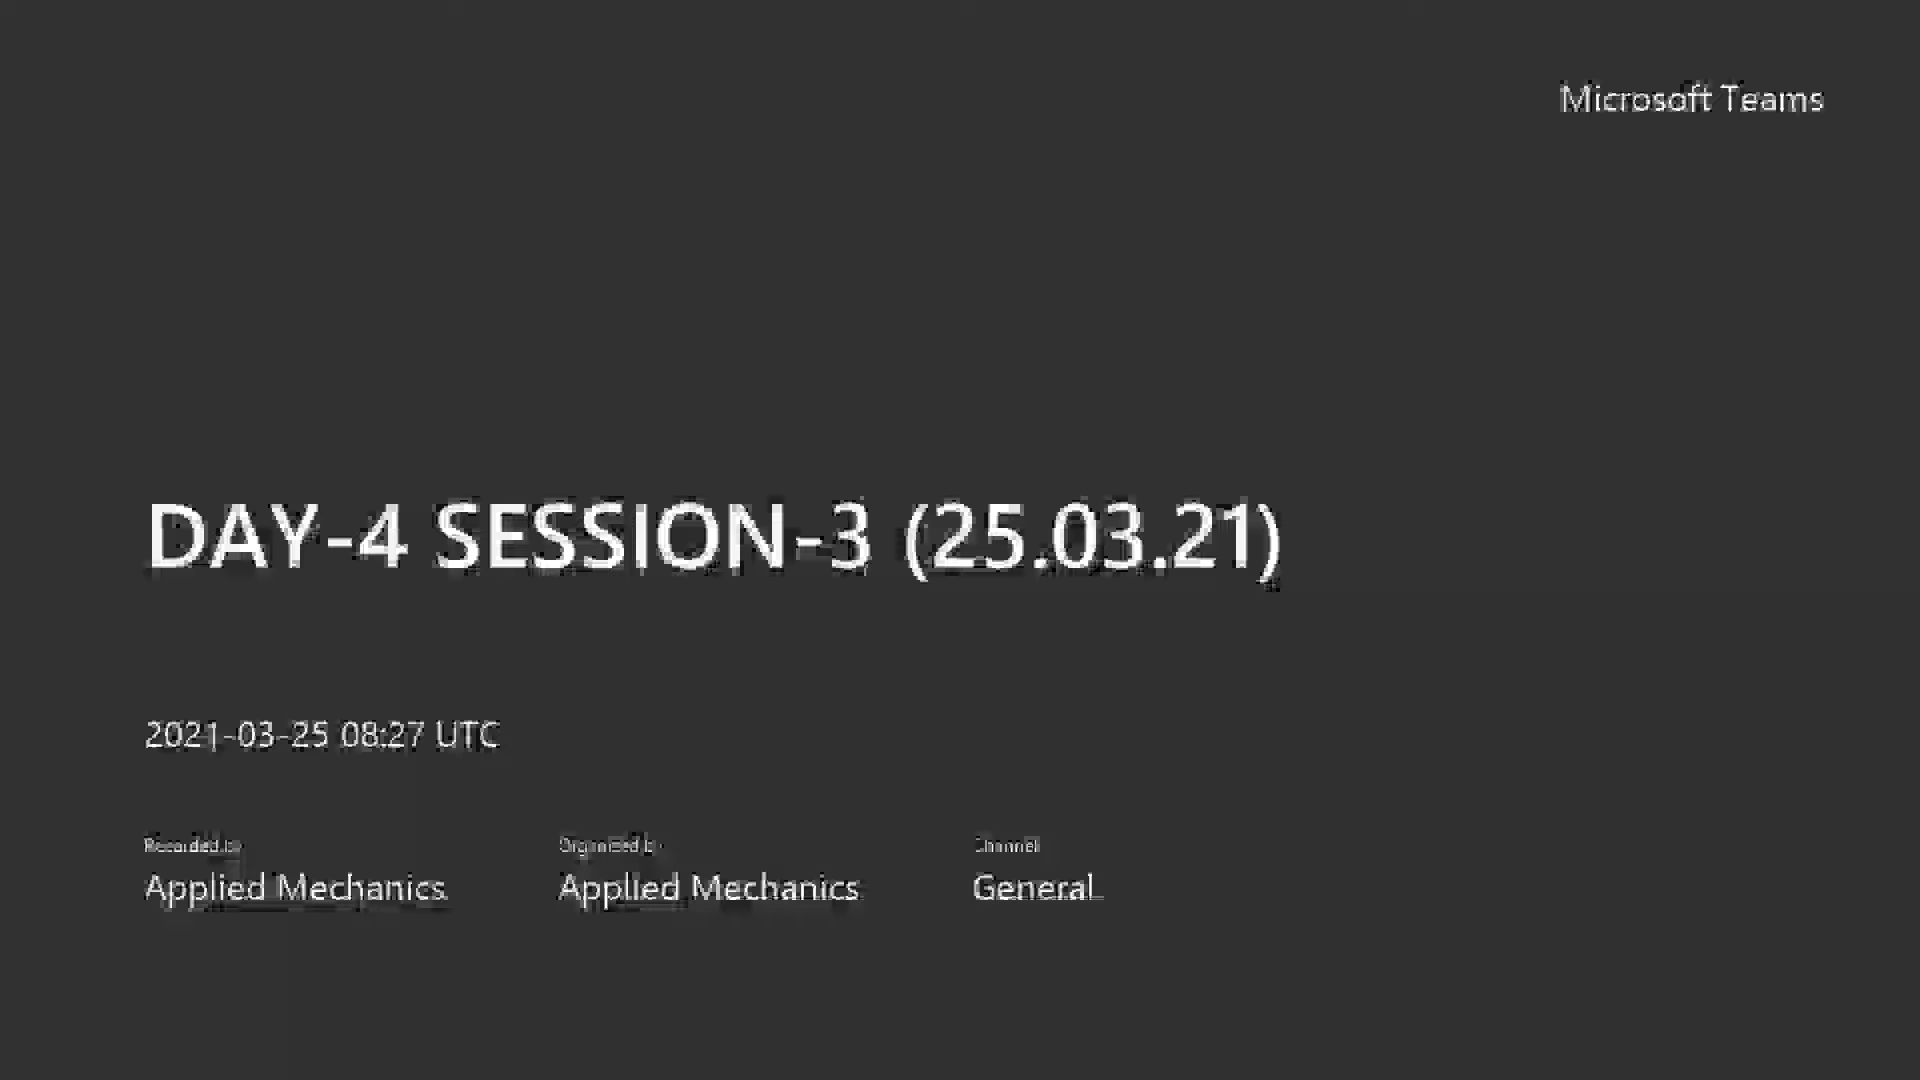 Microsoft Teams
DAY-4 SESSION-3 (25.03.21)
2021-03-25 08:27 UTC
Recorded by
Organized by
Channel
Applied Mechanics
Applied Mechanics
General